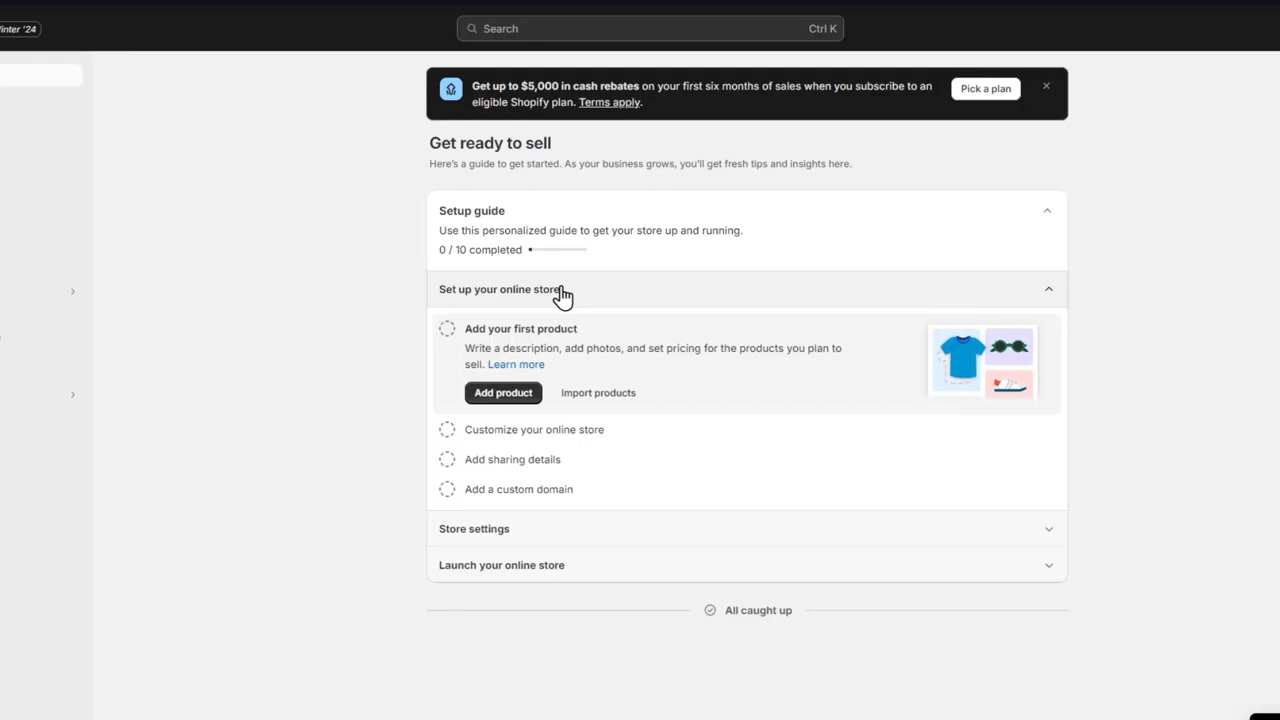 Winter '24
Search
Ctrl K
Get up to $5,000 in cash rebates on your first six months of sales when you subscribe to an
eligible Shopify plan. Terms apply.
Pick a plan
Get ready to sell
Here's a guide to get started. As your business grows, you'll get fresh tips and insights here.
Setup guide
Use this personalized guide to get your store up and running.
0 / 10 completed
Set up your online store
Add your first product
Write a description, add photos, and set pricing for the products you plan to
sell. Learn more
Add product
Import products
Customize your online store
Add sharing details
Add a custom domain
Store settings
Launch your online store
All caught up